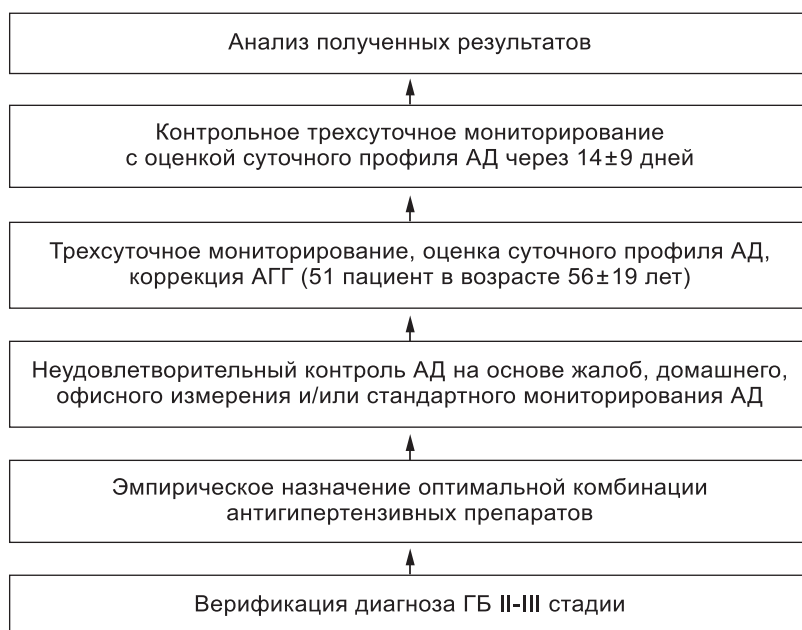 Анализ полученных результатов
Контрольное трехсуточное мониторирование
с оценкой суточного профиля АД через 14±9 дней
Трехсуточное мониторирование, оценка суточного профиля АД,
коррекция АГГ (51 пациент в возрасте 56±19 лет)
Неудовлетворительный контроль АД на основе жалоб, домашнего,
офисного измерения и/или стандартного мониторирования АД
Эмпирическое назначение оптимальной комбинации
антигипертензивных препаратов
Верификация диагноза ГБ II-III стадии